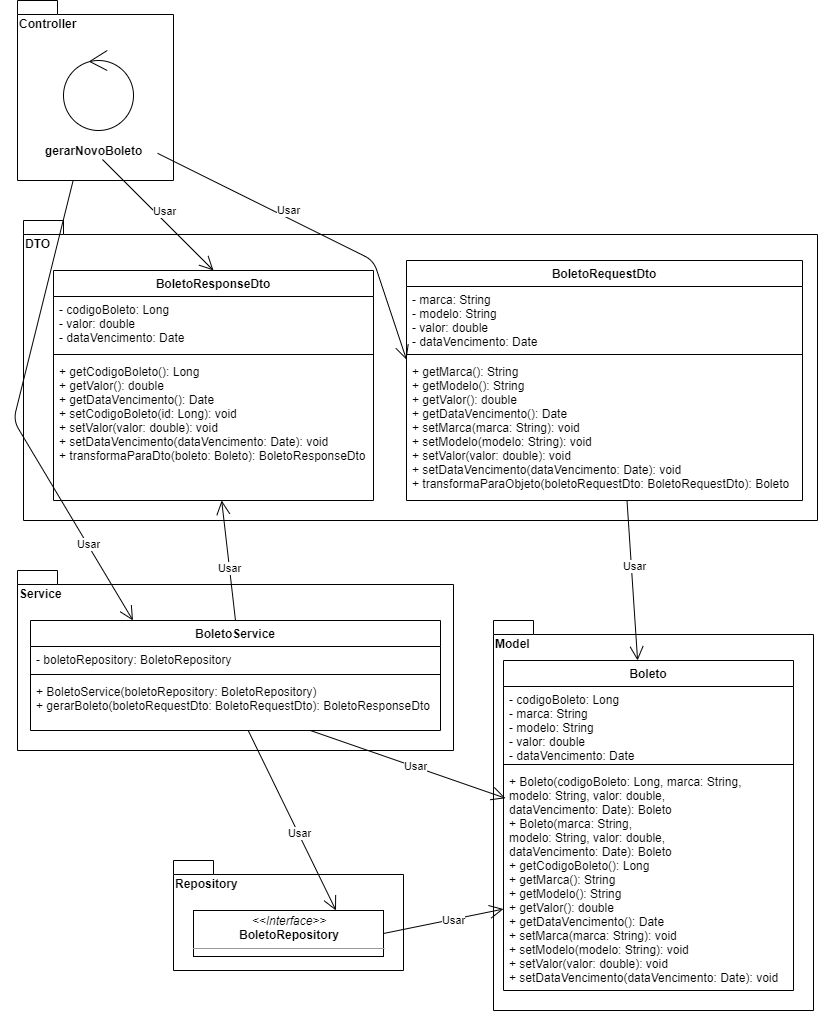 Controller
gerarNovoBoleto
Usar
Usar
DTO
BoletoResponseDto
- codigoBoleto: Long
- valor: double
- dataVencimento: Date
+ getCodigoBoleto(): Long
+ getValor(): double
+ getDataVencimento(): Date
+ setCodigoBoleto(id: Long): void
+ setValor(valor: double): void
+ setDataVencimento(dataVencimento: Date): void
+ transformaParaDto(boleto: Boleto): BoletoResponseDto
BoletoRequestDto
- marca: String
- modelo: String
- valor: double
- dataVencimento: Date
+ getMarca(): String
+ getModelo(): String
+ getValor(): double
+ getDataVencimento(): Date
+ setMarca(marca: String): void
+ setModelo(modelo: String): void
+ setValor(valor: double): void
+ setDataVencimento(dataVencimento: Date): void
+ transformaParaObjeto(boletoRequestDto: BoletoRequestDto): Boleto
Usar
Usar
Usar
Service
BoletoService
- boletoRepository: BoletoRepository
+ BoletoService(boletoRepository: BoletoRepository)
+ gerarBoleto(boletoRequestDto: BoletoRequestDto): BoletoResponseDto
Usar
Usar
Model
Boleto
- codigoBoleto: Long
- marca: String
- modelo: String
- valor: double
- dataVencimento: Date
+ Boleto(codigoBoleto: Long, marca: String,
modelo: String, valor: double,
dataVencimento: Date): Boleto
+ Boleto(marca: String,
modelo: String, valor: double,
dataVencimento: Date): Boleto
+ getCodigoBoleto(): Long
+ getMarca(): String
+ getModelo(): String
+ getValor(): double
+ getDataVencimento(): Date
+ setMarca(marca: String): void
+ setModelo(modelo: String): void
+ setValor(valor: double): void
+ setDataVencimento(dataVencimento: Date): void
Repository
<<Interface>>
BoletoRepository
Usar